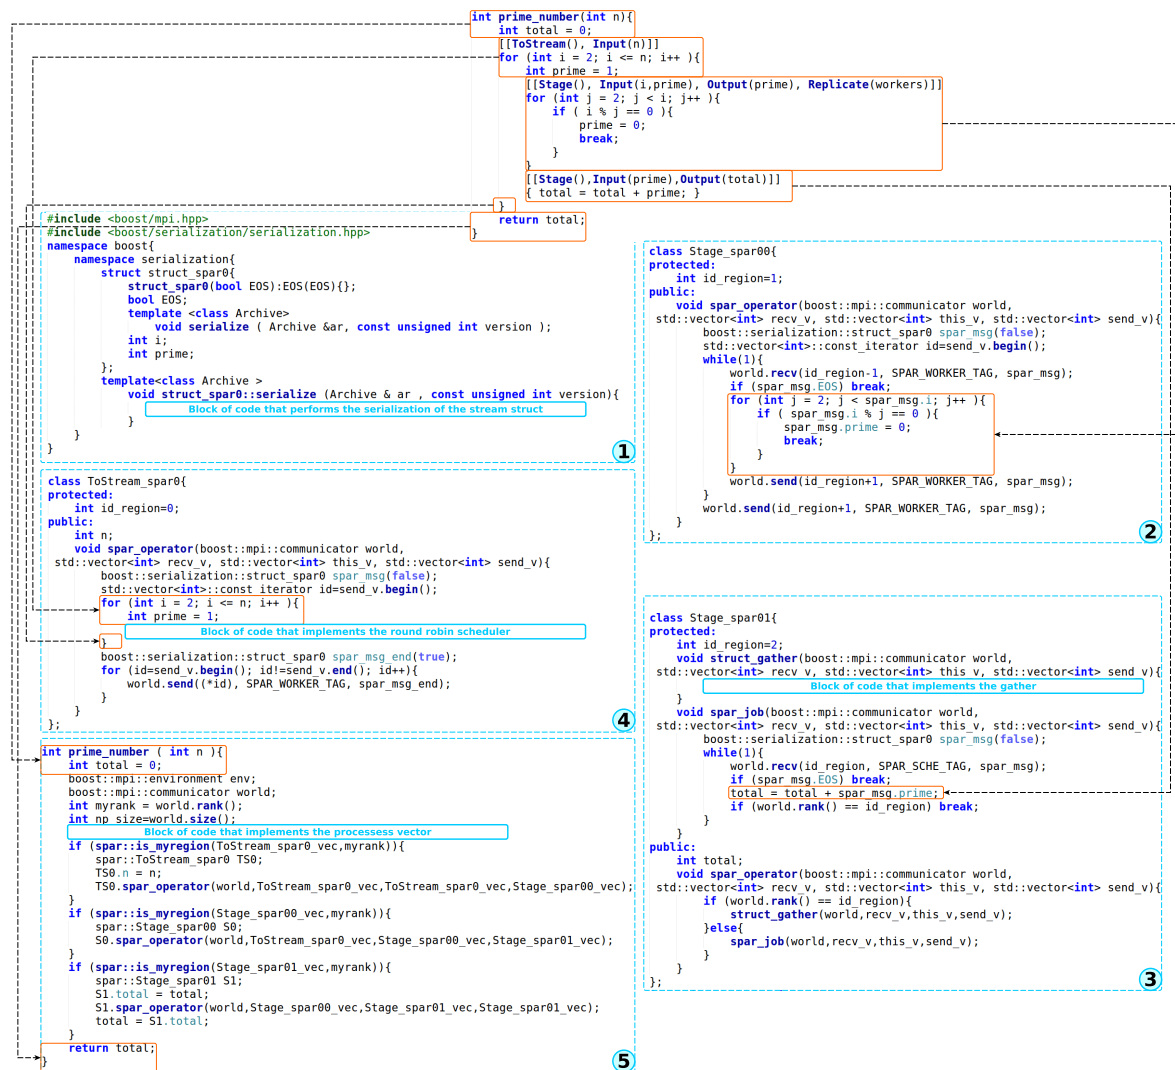 int prime_number(int n){
int total = 0;
[[ToStream(), Input(n)]]
for (int i = 2; i <= n; i++ ){
int prime = 1;
[[Stage(), Input(i,prime), Output(prime), Replicate(workers)]]
for (int j = 2; j < i; j++ ){
if ( i % j == 0 ){
prime = 0;
break;
}
}
[[Stage(),Input(prime),Output(total)]]
{ total = total + prime; }
}
return total;
}
#include <boost/mpi.hpp>
#include <boost/serialization/serialization.hpp>
namespace boost{
namespace serialization{
struct struct_spar0{
struct_spar0(bool EOS):EOS(EOS){};
bool EOS;
template <class Archive>
void serialize ( Archive &ar, const unsigned int version );
int i;
int prime;
};
template<class Archive >
void struct_spar0::serialize (Archive & ar , const unsigned int version){
Block of code that performs the serialization of the stream struct
}
}
}
1
class Stage_spar00{
protected:
int id_region=1;
public:
void spar_operator(boost::mpi::communicator world,
std::vector<int> recv_v, std::vector<int> this_v, std::vector<int> send_v){
boost::serialization::struct_spar0 spar_msg(false);
std::vector<int>::const_iterator id=send_v.begin();
while(1){
world.recv(id_region-1, SPAR_WORKER_TAG, spar_msg);
if (spar_msg.EOS) break;
for (int j = 2; j < spar_msg.i; j++ ){
if ( spar_msg.i % j == 0 ){
spar_msg.prime = 0;
break;
}
}
world.send(id_region+1, SPAR_WORKER_TAG, spar_msg);
}
world.send(id_region+1, SPAR_WORKER_TAG, spar_msg);
}
};
2
class ToStream_spar0{
protected:
int id_region=0;
public:
int n;
void spar_operator(boost::mpi::communicator world,
std::vector<int> recv_v, std::vector<int> this_v, std::vector<int> send_v){
boost::serialization::struct_spar0 spar_msg(false);
std::vector<int>::const_iterator id=send_v.begin();
for (int i = 2; i <= n; i++ ){
int prime = 1;
Block of code that implements the round robin scheduler
}
boost::serialization::struct_spar0 spar_msg_end(true);
for (id=send_v.begin(); id!=send_v.end(); id++){
world.send((*id), SPAR_WORKER_TAG, spar_msg_end);
}
}
};
4
class Stage_spar01{
protected:
int id_region=2;
void struct_gather(boost::mpi::communicator world,
std::vector<int> recv_v, std::vector<int> this_v, std::vector<int> send_v){
Block of code that implements the gather
}
void spar_job(boost::mpi::communicator world,
std::vector<int> recv_v, std::vector<int> this_v, std::vector<int> send_v){
boost::serialization::struct_spar0 spar_msg(false);
while(1){
world.recv(id_region, SPAR_SCHE_TAG, spar_msg);
if (spar_msg.EOS) break;
total = total + spar_msg.prime;
if (world.rank() == id_region) break;
}
}
public:
int total;
void spar_operator(boost::mpi::communicator world,
std::vector<int> recv_v, std::vector<int> this_v, std::vector<int> send_v){
if (world.rank() == id_region){
struct_gather(world,recv_v,this_v,send_v);
}else{
spar_job(world,recv_v,this_v,send_v);
}
}
};
3
int prime_number ( int n ){
int total = 0;
boost::mpi::environment env;
boost::mpi::communicator world;
int myrank = world.rank();
int np_size=world.size();
Block of code that implements the processess vector
if (spar::is_myregion(ToStream_spar0_vec,myrank)){
spar::ToStream_spar0 TS0;
TS0.n = n;
TS0.spar_operator(world,ToStream_spar0_vec,ToStream_spar0_vec,Stage_spar00_vec);
}
if (spar::is_myregion(Stage_spar00_vec,myrank)){
spar::Stage_spar00 S0;
S0.spar_operator(world,ToStream_spar0_vec,Stage_spar00_vec,Stage_spar01_vec);
}
if (spar::is_myregion(Stage_spar01_vec,myrank)){
spar::Stage_spar01 S1;
S1.total = total;
S1.spar_operator(world,Stage_spar00_vec,Stage_spar01_vec,Stage_spar01_vec);
total = S1.total;
}
return total;
}
5